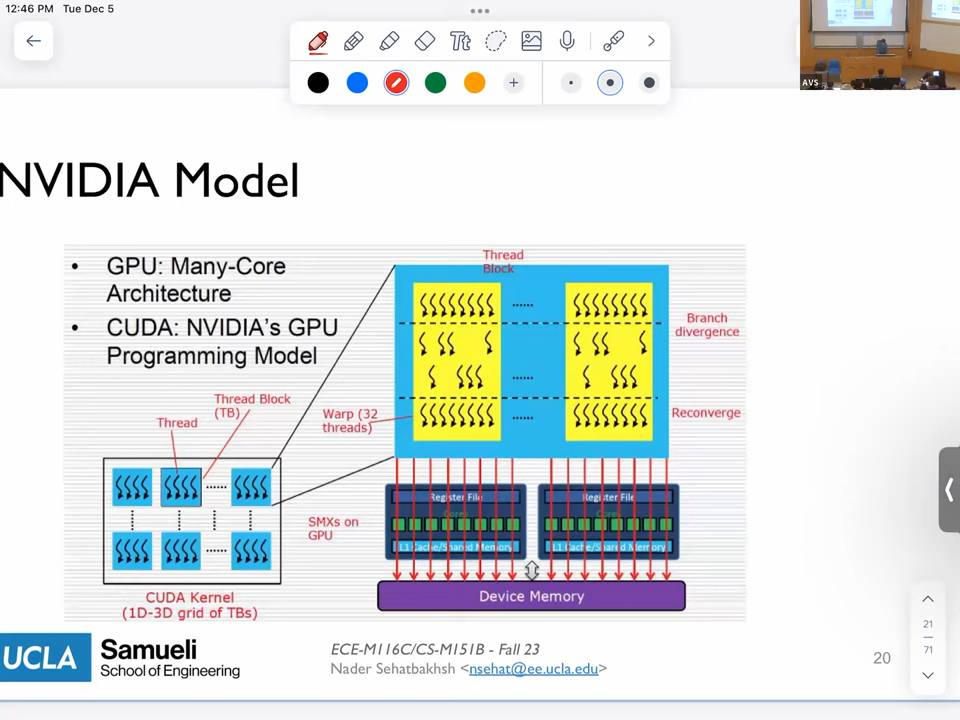 12:46 PM Tue Dec 5
Tt
AVS
NVIDIA Model
• GPU: Many-Core
Architecture
• CUDA: NVIDIA's GPU
Programming Model
Thread
Block
Branch
divergence
Thread Block
(TB)
Thread
Warp (32
threads)
Reconverge
SMXs on
GPU
Register File
Cores
L1 Cache/Shared Memory
Register File
Cores
L1 Cache/Shared Memory
Device Memory
CUDA Kernel
(1D-3D grid of TBs)
UCLA
Samueli
School of Engineering
ECE-M116C/CS-M151B - Fall 23
Nader Sehatbakhsh <nsehat@ee.ucla.edu>
20
21
71